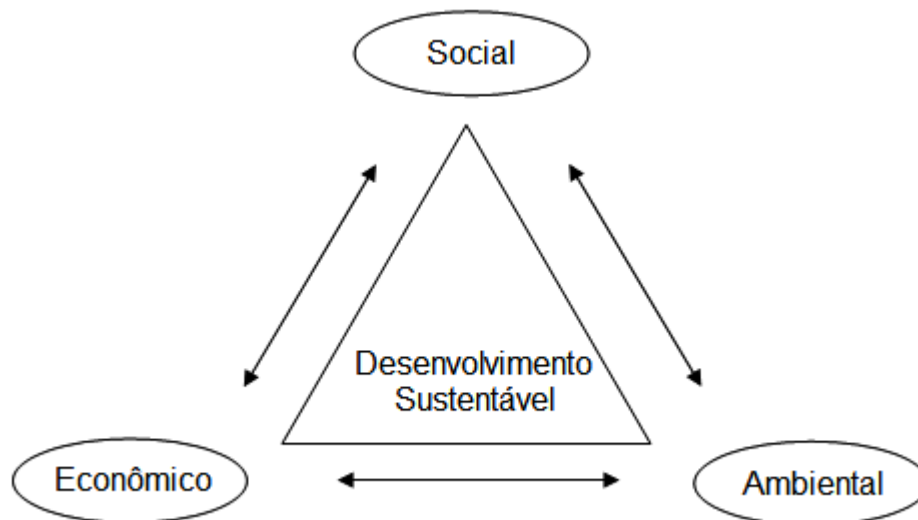 Social
Desenvolvimento
Sustentável
Econômico
Ambiental